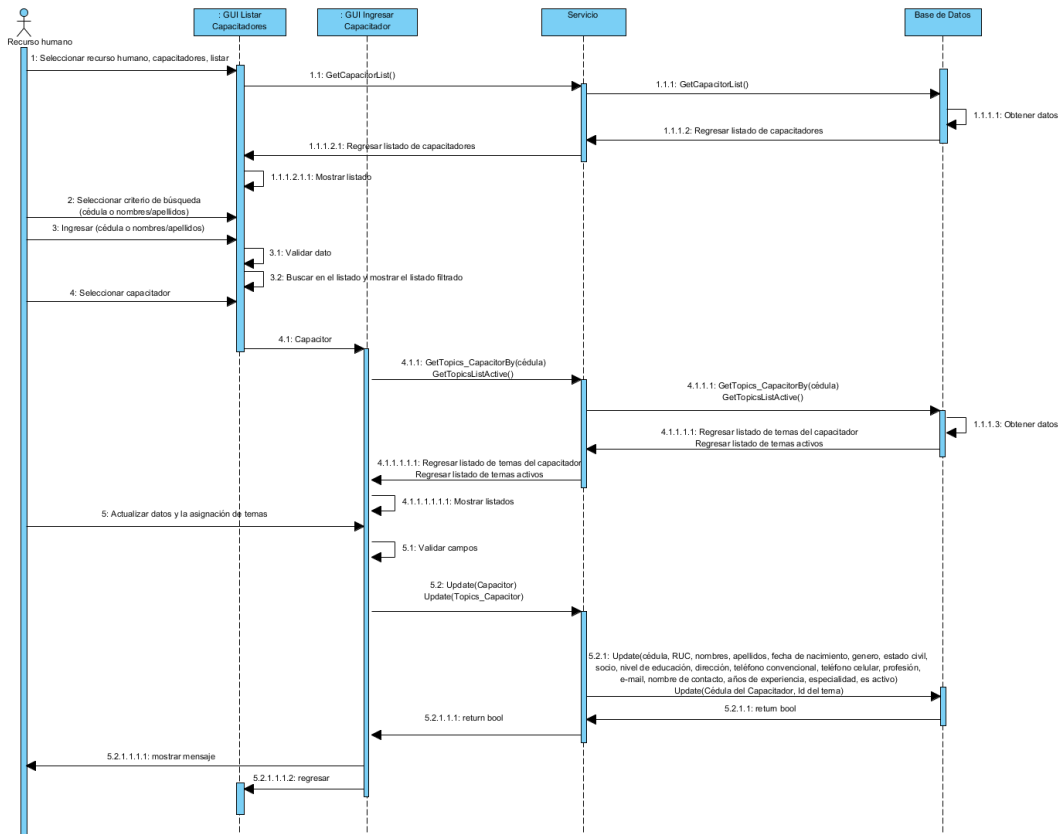 : GUI Listar
Capacitadores
: GUI Ingresar
Capacitador
Servicio
Base de Datos
Recurso humano
1: Seleccionar recurso humano, capacitadores, listar
1.1: GetCapacitorList()
1.1.1: GetCapacitorList()
1.1.1.1: Obtener datos
1.1.1.2: Regresar listado de capacitadores
1.1.1.2.1: Regresar listado de capacitadores
1.1.1.2.1.1: Mostrar listado
2: Seleccionar criterio de búsqueda
(cédula o nombres/apellidos)
3: Ingresar (cédula o nombres/apellidos)
3.1: Validar dato
3.2: Buscar en el listado y mostrar el listado filtrado
4: Seleccionar capacitador
4.1: Capacitor
4.1.1: GetTopics_CapacitorBy(cédula)
GetTopicsListActive()
4.1.1.1: GetTopics_CapacitorBy(cédula)
GetTopicsListActive()
1.1.1.3: Obtener datos
4.1.1.1.1: Regresar listado de temas del capacitador
Regresar listado de temas activos
4.1.1.1.1.1: Regresar listado de temas del capacitador
Regresar listado de temas activos
4.1.1.1.1.1.1: Mostrar listados
5: Actualizar datos y la asignación de temas
5.1: Validar campos
5.2: Update(Capacitor)
Update(Topics_Capacitor)
5.2.1: Update(cédula, RUC, nombres, apellidos, fecha de nacimiento, genero, estado civil,
socio, nivel de educación, dirección, teléfono convencional, teléfono celular, profesión,
e-mail, nombre de contacto, años de experiencia, especialidad, es activo)
Update(Cédula del Capacitador, Id del tema)
5.2.1.1: return bool
5.2.1.1.1: return bool
5.2.1.1.1.1: mostrar mensaje
5.2.1.1.1.2: regresar